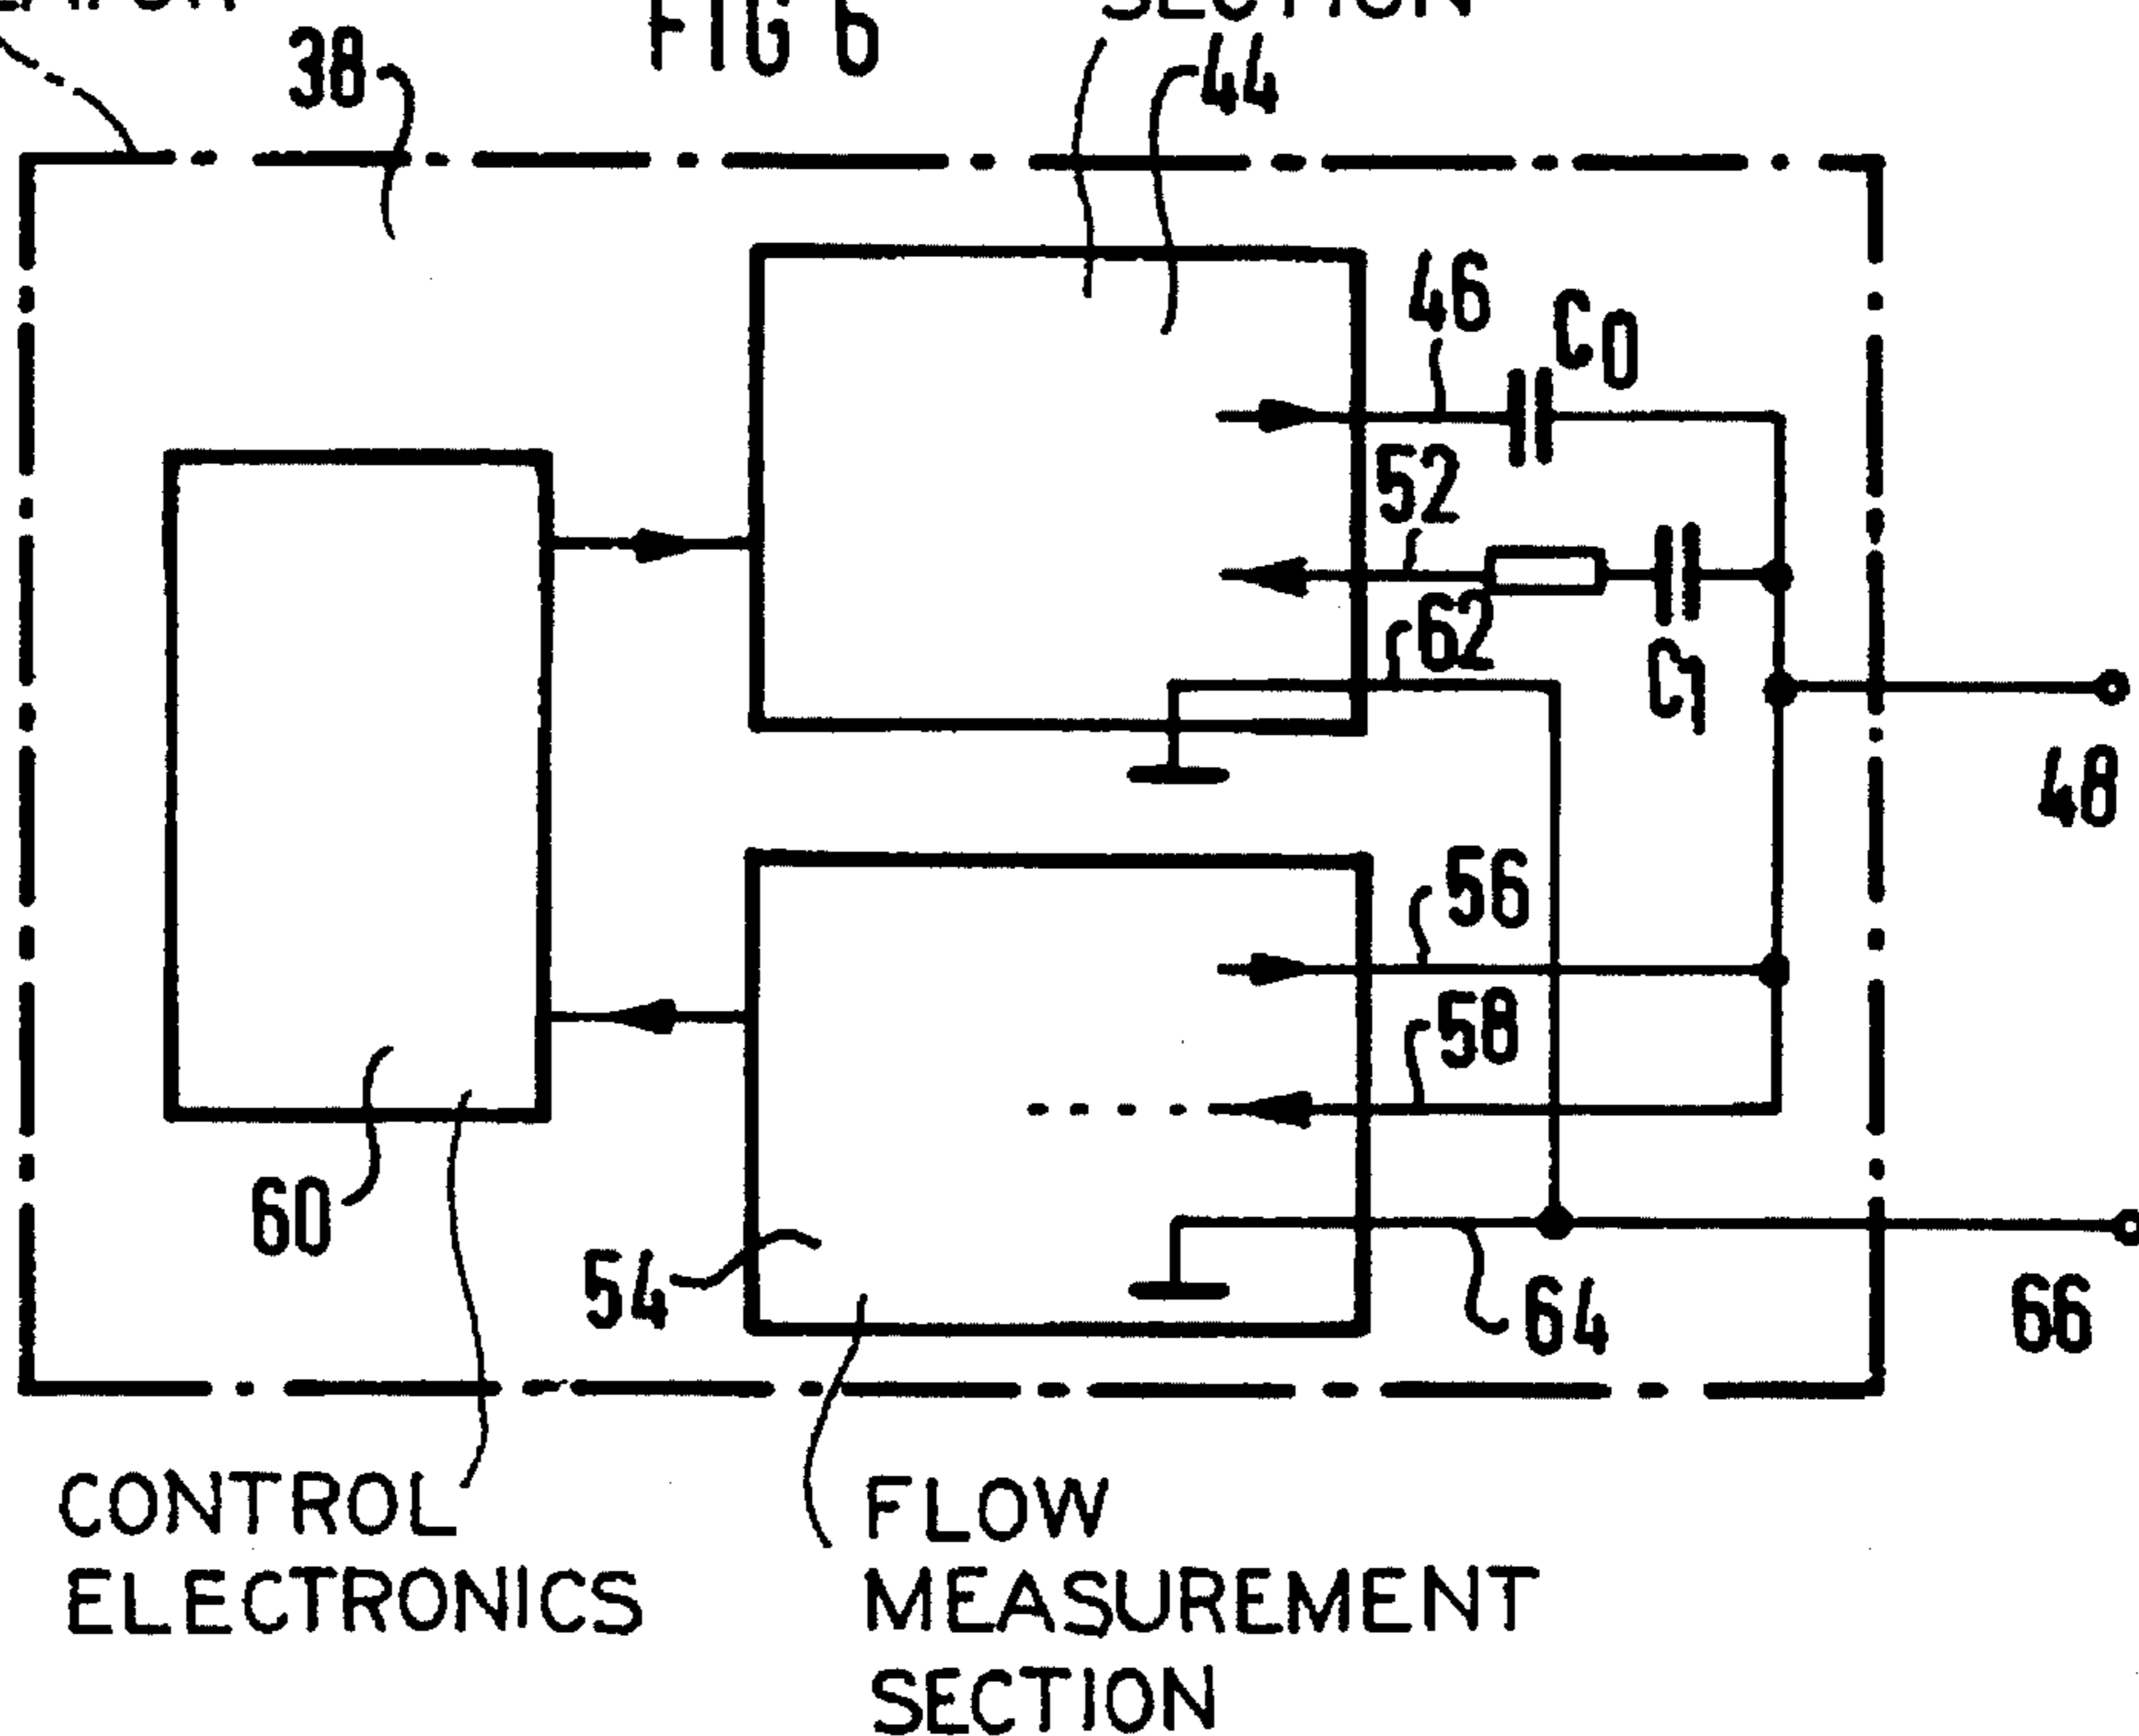 FIG 6
SECTION
38
44
46
C0
52
62
C1
48
56
58
60
54
64
66
CONTROL
ELECTRONICS
FLOW
MEASUREMENT
SECTION